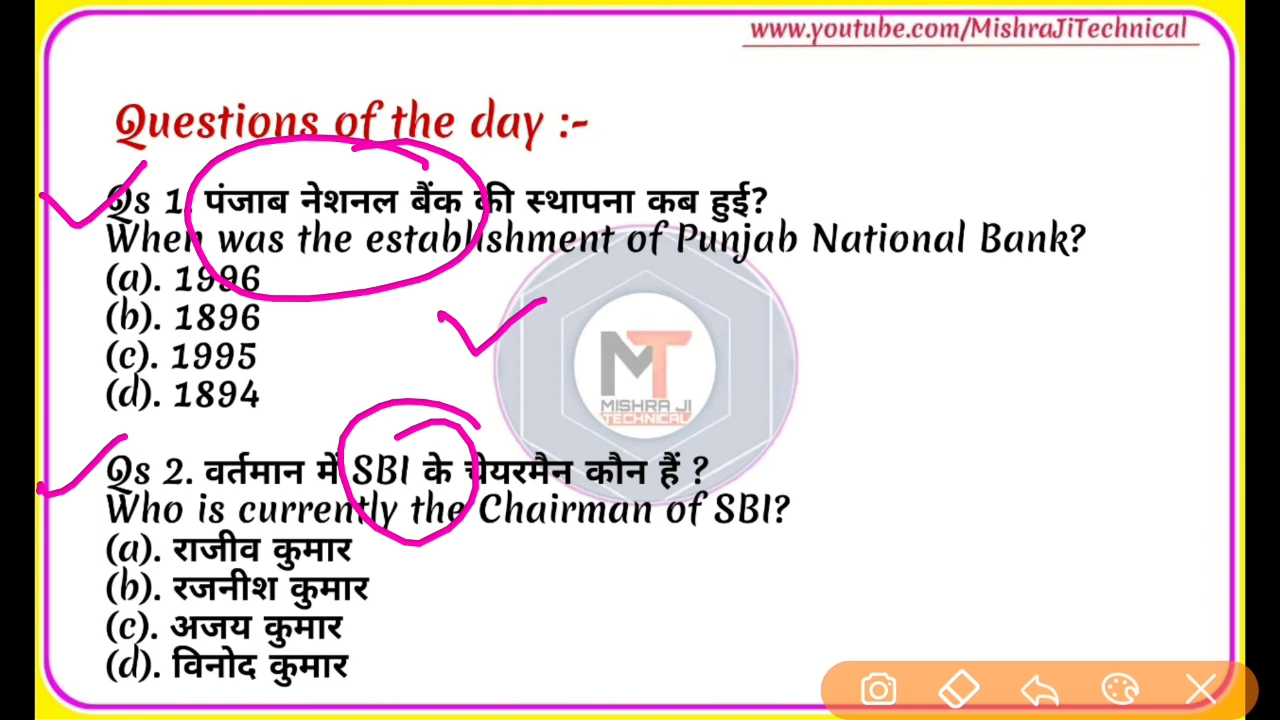 www.youtube.com/MishraJiTechnical
Questions of the day :-
Qs 1. पंजाब नेशनल बैंक की स्थापना कब हुई?
When was the establishment of Punjab National Bank?
(a). 1996
(b). 1896
(c). 1995
(d). 1894
MT
MISHRA JI
TECHNICAL
Qs 2. वर्तमान में SBI के चेयरमैन कौन हैं ?
Who is currently the Chairman of SBI?
(a). राजीव कुमार
(b). रजनीश कुमार
(c). अजय कुमार
(d). विनोद कुमार